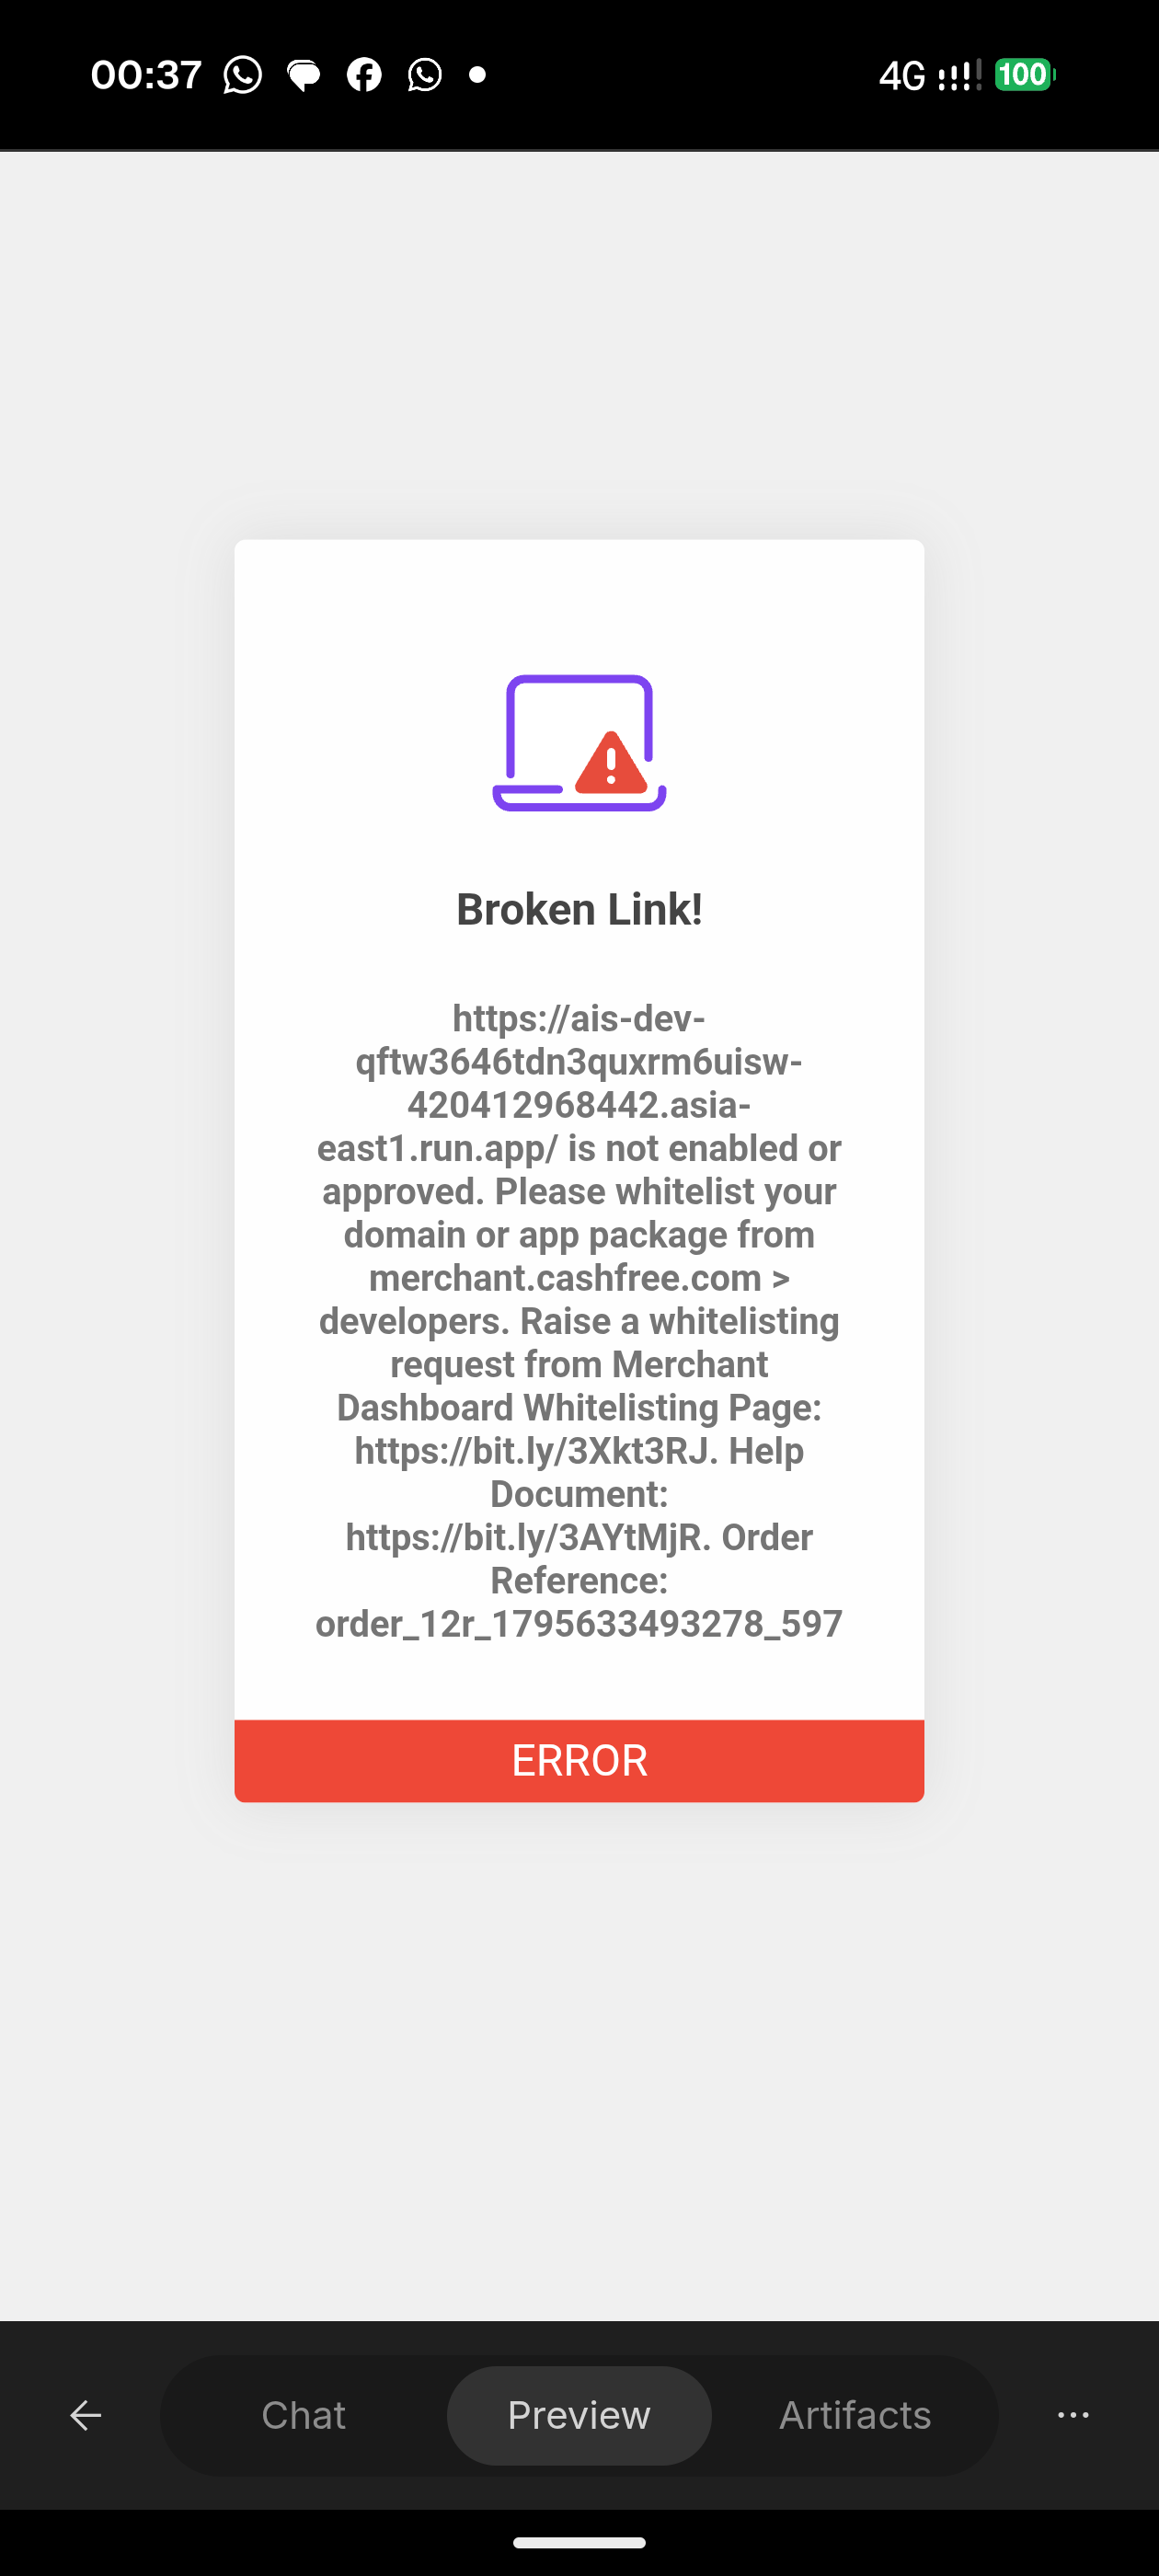 00:37
4G
100
Broken Link!
https://ais-dev-
qftw3646tdn3quxrm6uisw-
420412968442.asia-
east1.run.app/ is not enabled or
approved. Please whitelist your
domain or app package from
merchant.cashfree.com >
developers. Raise a whitelisting
request from Merchant
Dashboard Whitelisting Page:
https://bit.ly/3Xkt3RJ. Help
Document:
https://bit.ly/3AYtMjR. Order
Reference:
order_12r_1795633493278_597
ERROR
Chat
Preview
Artifacts